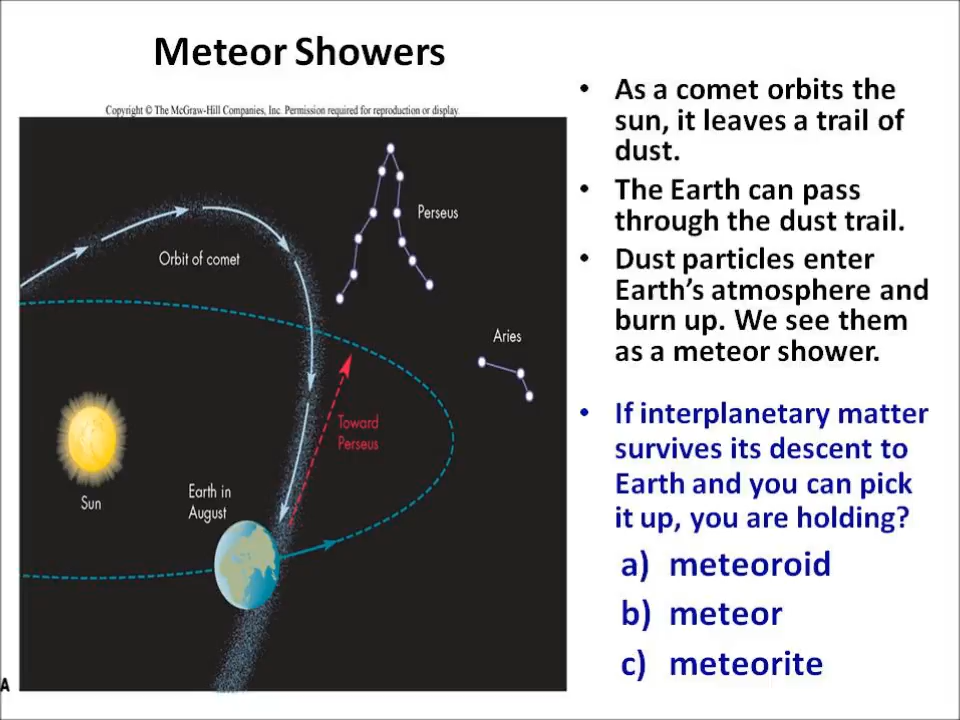 Meteor Showers
Copyright © The McGraw-Hill Companies, Inc. Permission required for reproduction or display.
Perseus
Orbit of comet
Aries
Toward
Perseus
Sun
Earth in
August
A
• As a comet orbits the
sun, it leaves a trail of
dust.
• The Earth can pass
through the dust trail.
• Dust particles enter
Earth's atmosphere and
burn up. We see them
as a meteor shower.
• If interplanetary matter
survives its descent to
Earth and you can pick
it up, you are holding?
a) meteoroid
b) meteor
c) meteorite